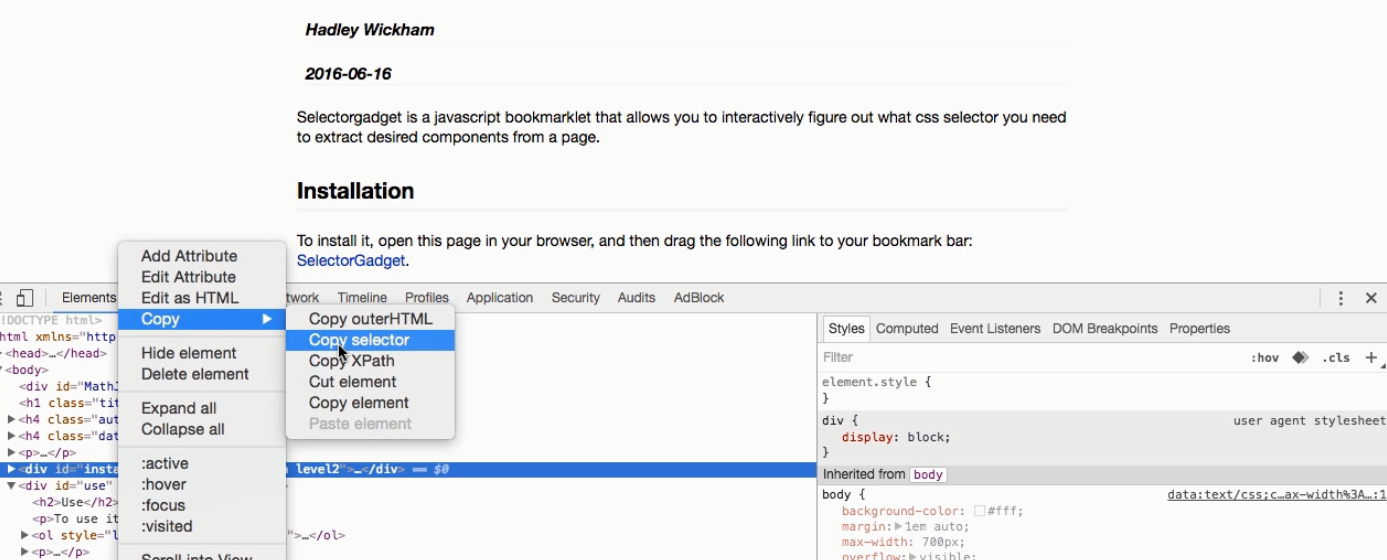 Hadley Wickham
2016-06-16
Selectorgadget is a javascript bookmarklet that allows you to interactively figure out what css selector you need
to extract desired components from a page.
Installation
To install it, open this page in your browser, and then drag the following link to your bookmark bar:
SelectorGadget.
Elements twork Timeline Profiles Application Security Audits AdBlock
Add Attribute
Edit Attribute
Edit as HTML
Copy
Hide element
Delete element
Expand all
Collapse all
:active
:hover
:focus
:visited
Scroll into View
Copy outerHTML
Copy selector
Copy XPath
Cut element
Copy element
Paste element
!DOCTYPE html>
html xmlns="http
<head>…</head>
<body>
<div id="MathJ
<h1 class="tit
<h4 class="aut
<h4 class="dat
<p>…</p>
<div id="insta level2">…</div> == $0
<div id="use"
<h2>Use</h2>
<p>To use it
<ol style="l ">…</ol>
<p>…</p>
Styles Computed Event Listeners DOM Breakpoints Properties
Filter :hov .cls +
element.style {
}
div { user agent stylesheet
display: block;
}
Inherited from body
body { data:text/css;c…ax-width%3A…:1
background-color: #fff;
margin: 1em auto;
max-width: 700px;
overflow: visible;